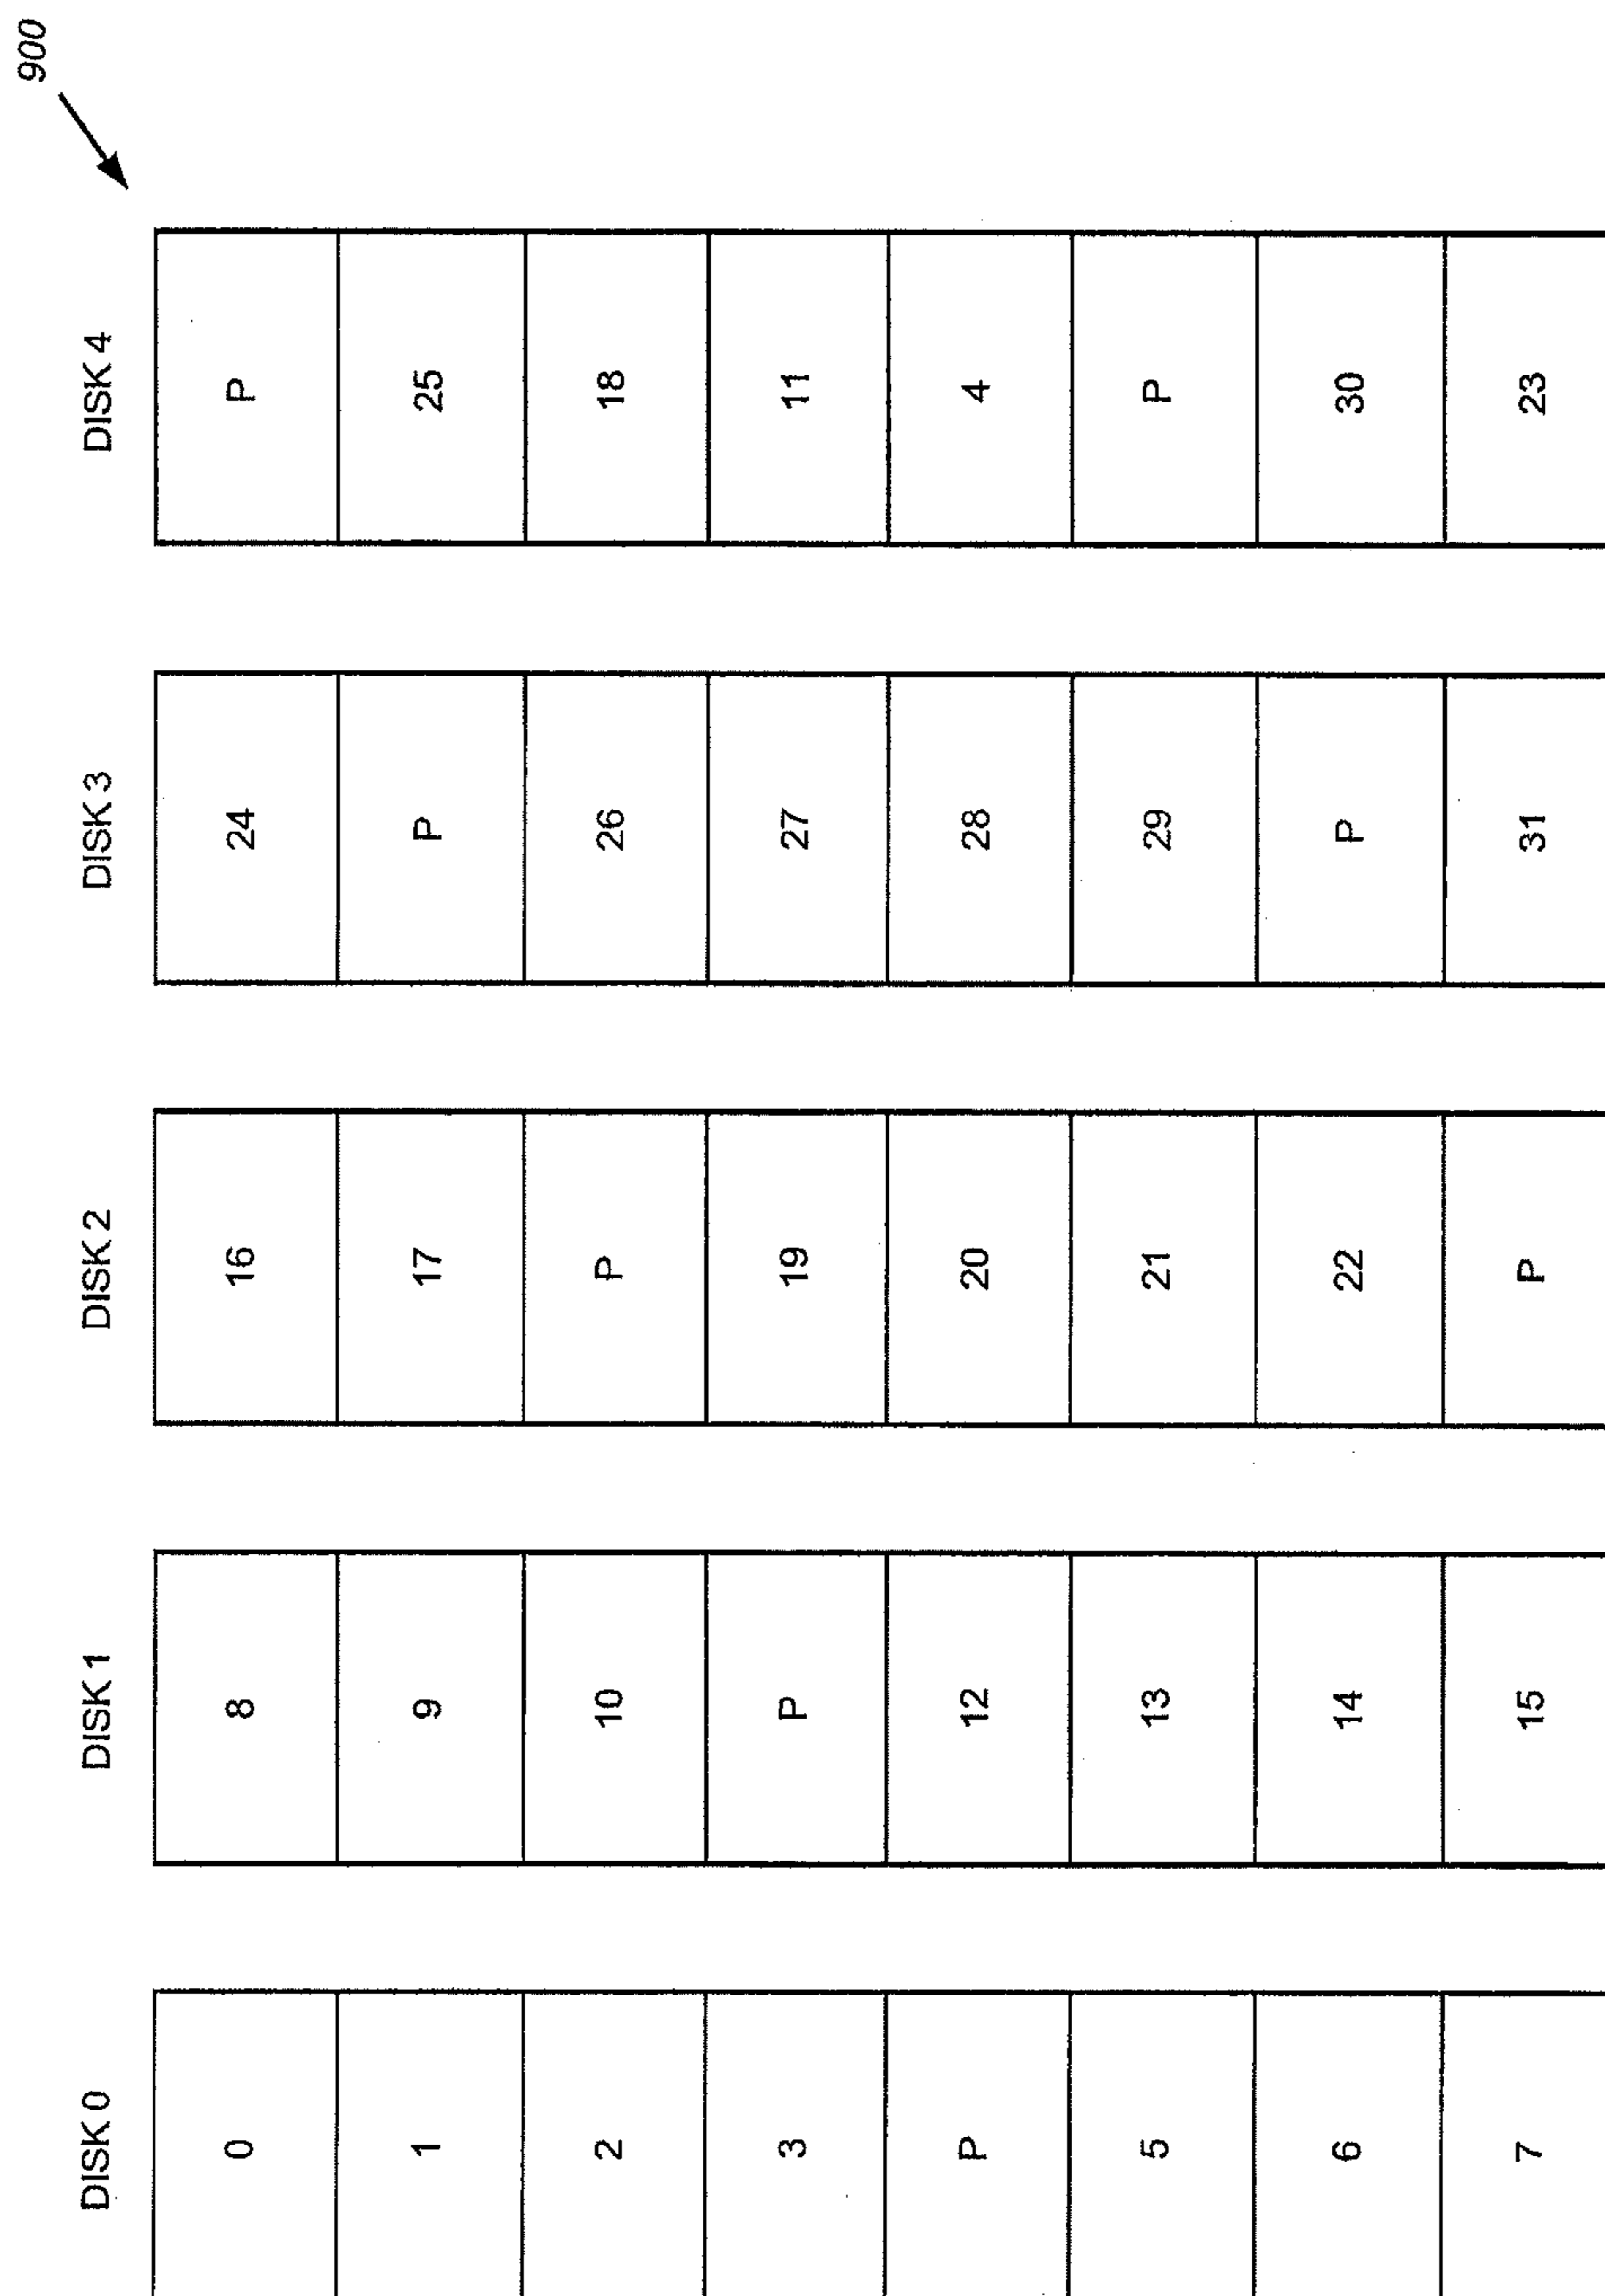 900
DISK 0 DISK 1 DISK 2 DISK 3 DISK 4
0 8 16 24 P
1 9 17 P 25
2 10 P 26 18
3 P 19 27 11
P 12 20 28 4
5 13 21 29 P
6 14 22 P 30
7 15 P 31 23